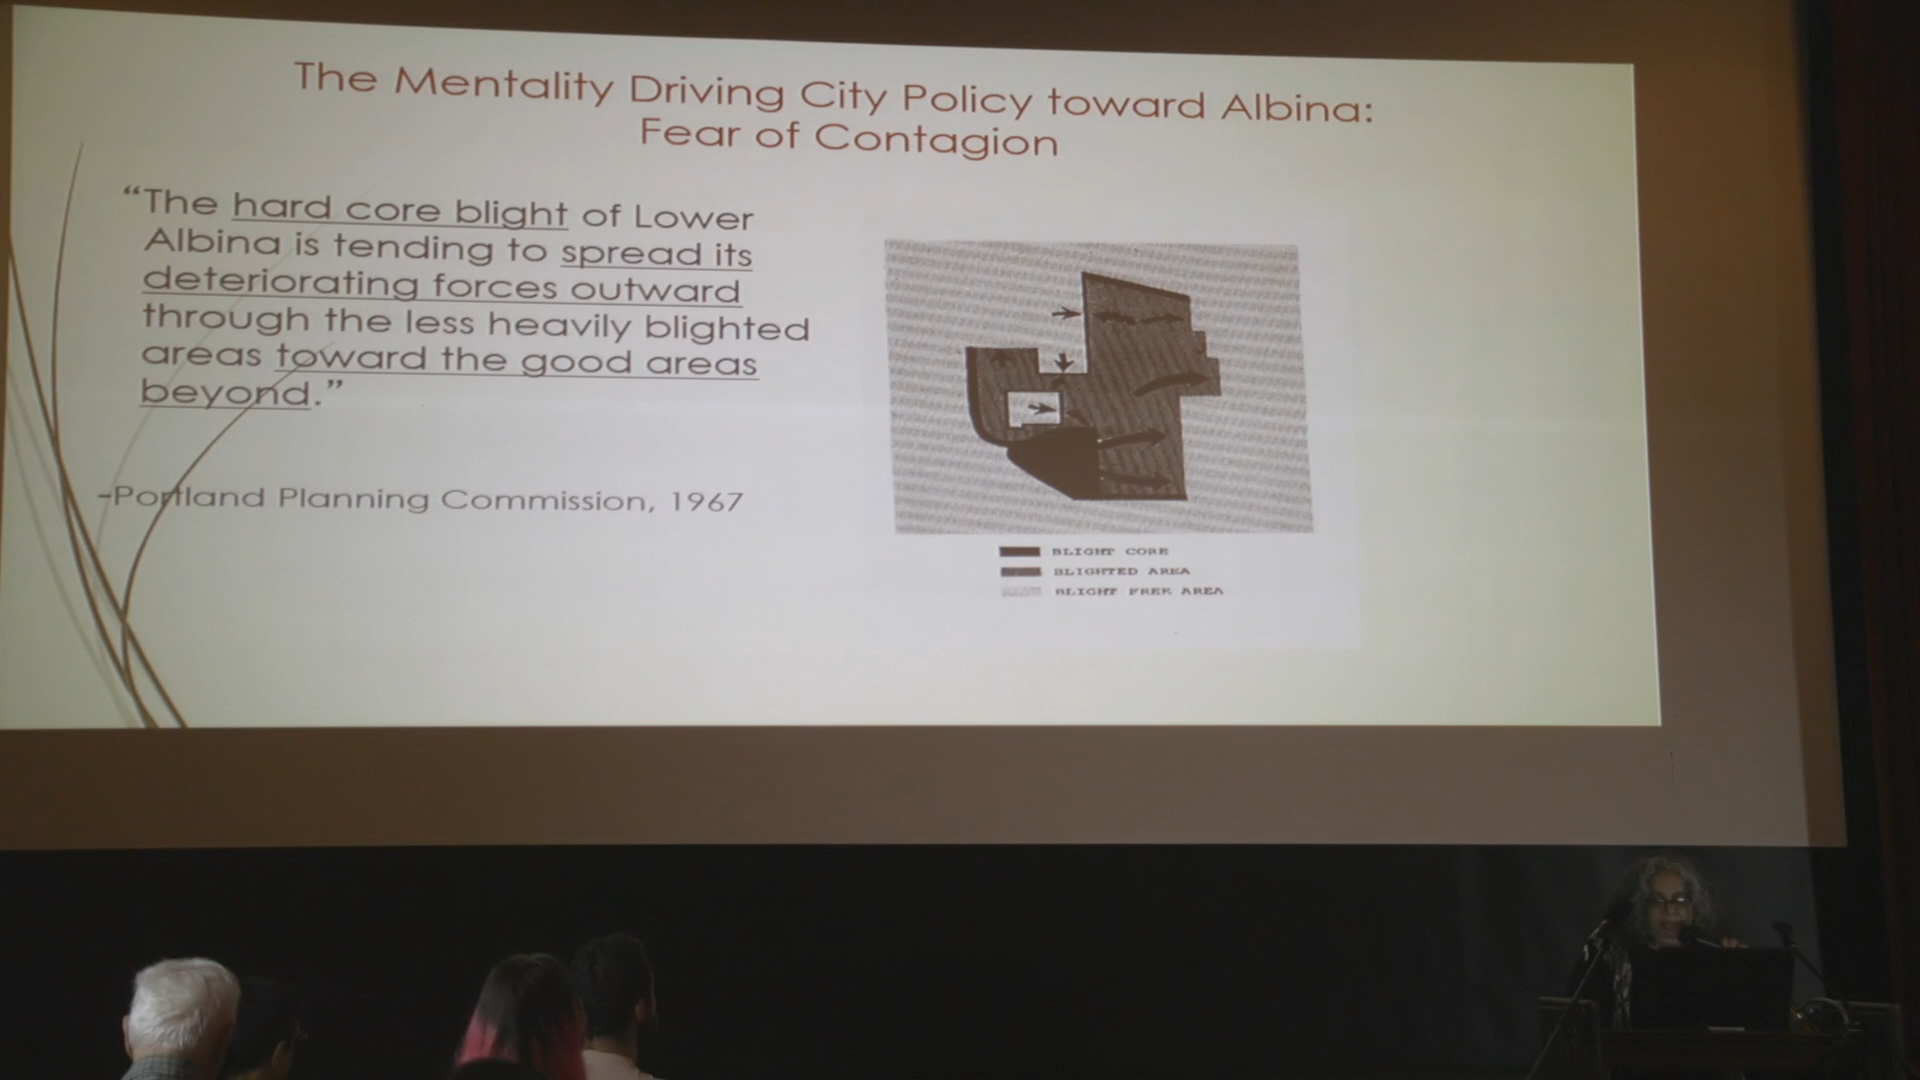 The Mentality Driving City Policy toward Albina:
Fear of Contagion
“The hard core blight of Lower
Albina is tending to spread its
deteriorating forces outward
through the less heavily blighted
areas toward the good areas
beyond.”
-Portland Planning Commission, 1967
BLIGHT CORE
BLIGHTED AREA
BLIGHT FREE AREA